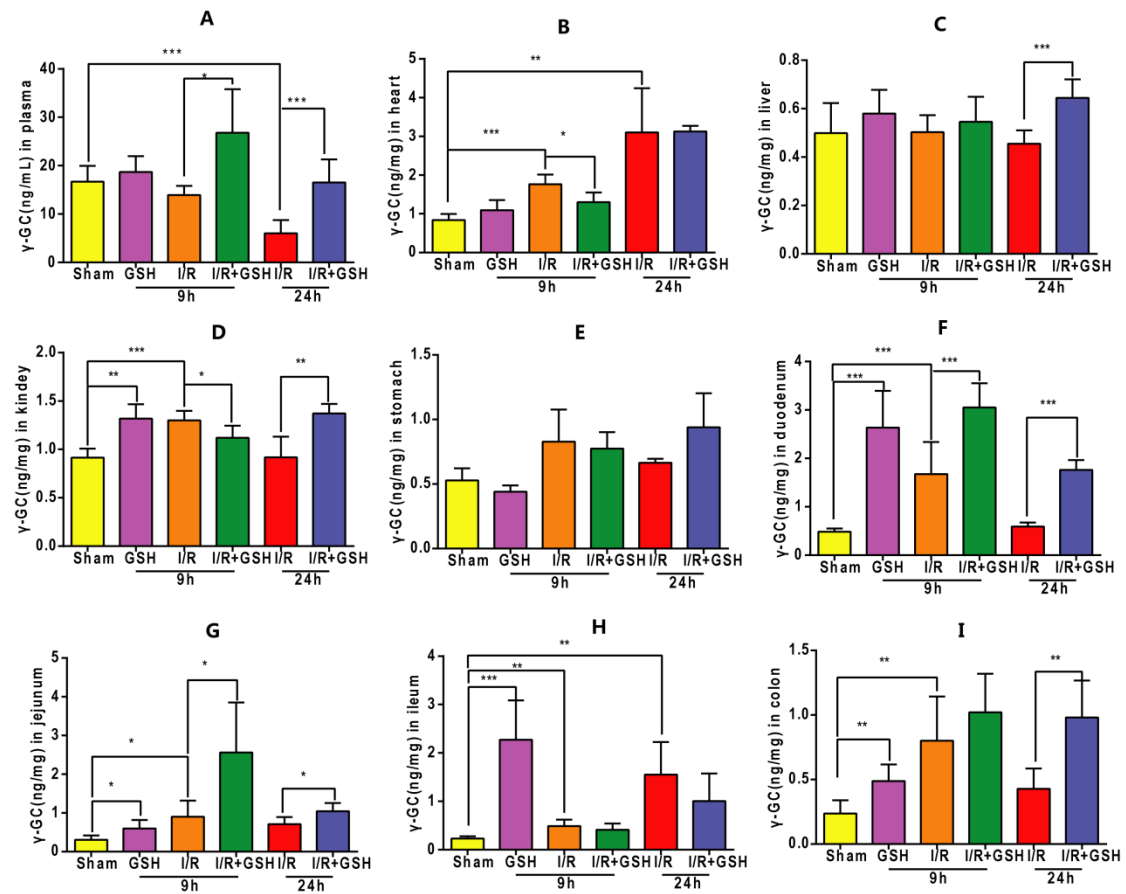 A
γ-GC(ng/mL) in plasma
50
40
30
20
10
0
***
*
***
Sham GSH I/R I/R+GSH I/R I/R+GSH
9h 24h
B
γ-GC(ng/mg) in heart
5
4
3
2
1
0
**
***
*
Sham GSH I/R I/R+GSH I/R I/R+GSH
9h 24h
C
γ-GC(ng/mg) in liver
0.8
0.6
0.4
0.2
0.0
***
Sham GSH I/R I/R+GSH I/R I/R+GSH
9h 24h
D
γ-GC(ng/mg) in kindey
2.0
1.5
1.0
0.5
0.0
***
**
*
**
Sham GSH I/R I/R+GSH I/R I/R+GSH
9h 24h
E
γ-GC(ng/mg) in stomach
1.5
1.0
0.5
0.0
Sham GSH I/R I/R+GSH I/R I/R+GSH
9h 24h
F
γ-GC(ng/mg) in duodenum
4
3
2
1
0
***
***
***
***
Sham GSH I/R I/R+GSH I/R I/R+GSH
9h 24h
G
γ-GC(ng/mg) in jejunum
5
4
3
2
1
0
*
*
*
*
Sham GSH I/R I/R+GSH I/R I/R+GSH
9h 24h
H
γ-GC(ng/mg) in ileum
4
3
2
1
0
**
**
***
Sham GSH I/R I/R+GSH I/R I/R+GSH
9h 24h
I
γ-GC(ng/mg) in colon
1.5
1.0
0.5
0.0
**
**
**
Sham GSH I/R I/R+GSH I/R I/R+GSH
9h 24h